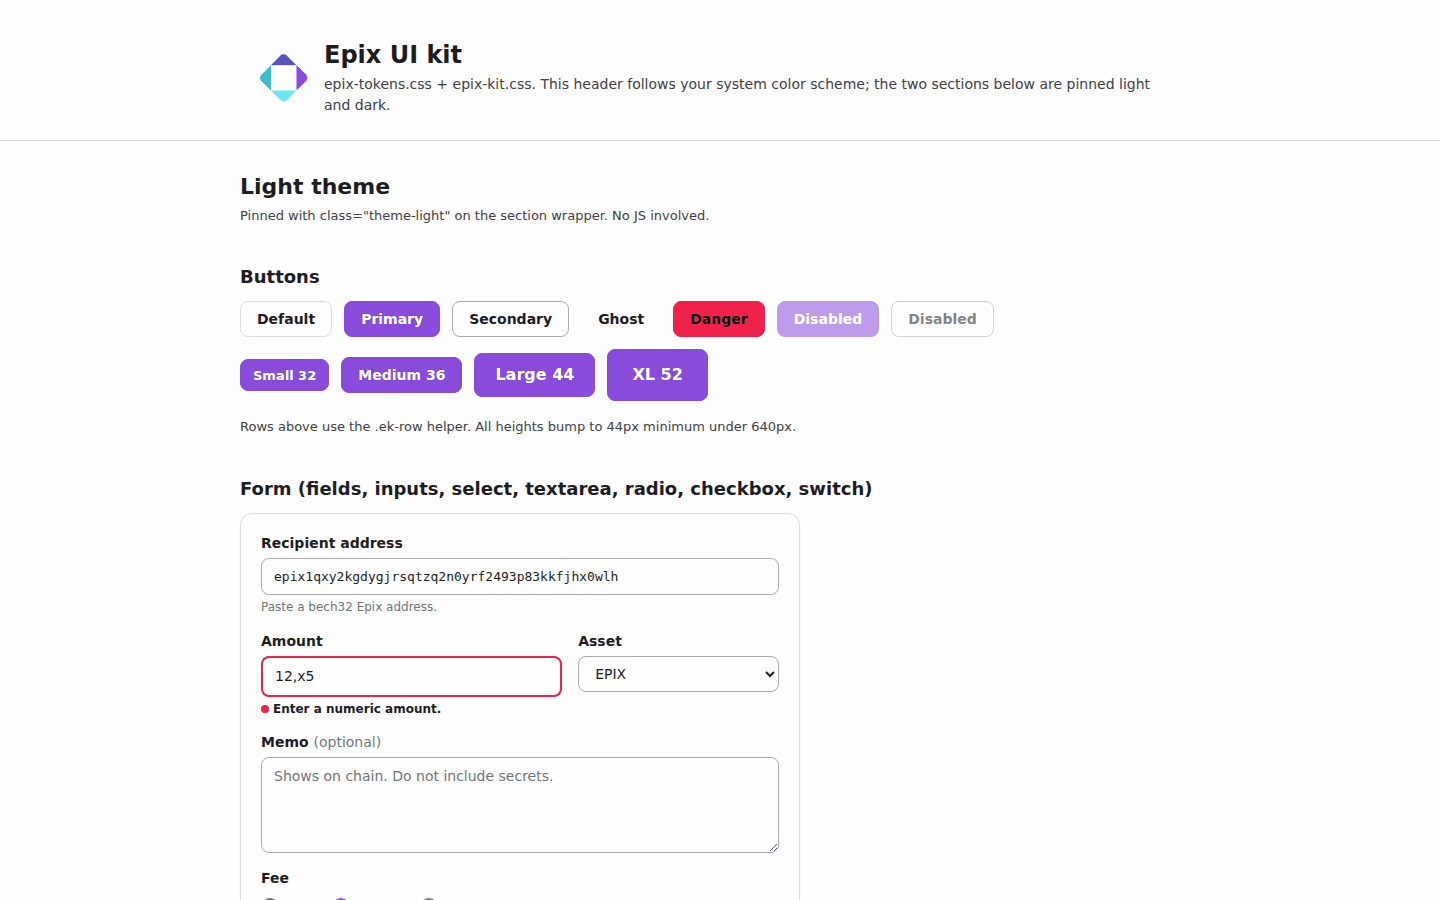 Epix UI kit
epix-tokens.css + epix-kit.css. This header follows your system color scheme; the two sections below are pinned light
and dark.
Light theme
Pinned with class="theme-light" on the section wrapper. No JS involved.
Buttons
Default Primary Secondary Ghost Danger Disabled Disabled
Small 32 Medium 36 Large 44 XL 52
Rows above use the .ek-row helper. All heights bump to 44px minimum under 640px.
Form (fields, inputs, select, textarea, radio, checkbox, switch)
Recipient address
epix1qxy2kgdygjrsqtzq2n0yrf2493p83kkfjhx0wlh
Paste a bech32 Epix address.
Amount Asset
12,x5 EPIX
Enter a numeric amount.
Memo (optional)
Shows on chain. Do not include secrets.
Fee